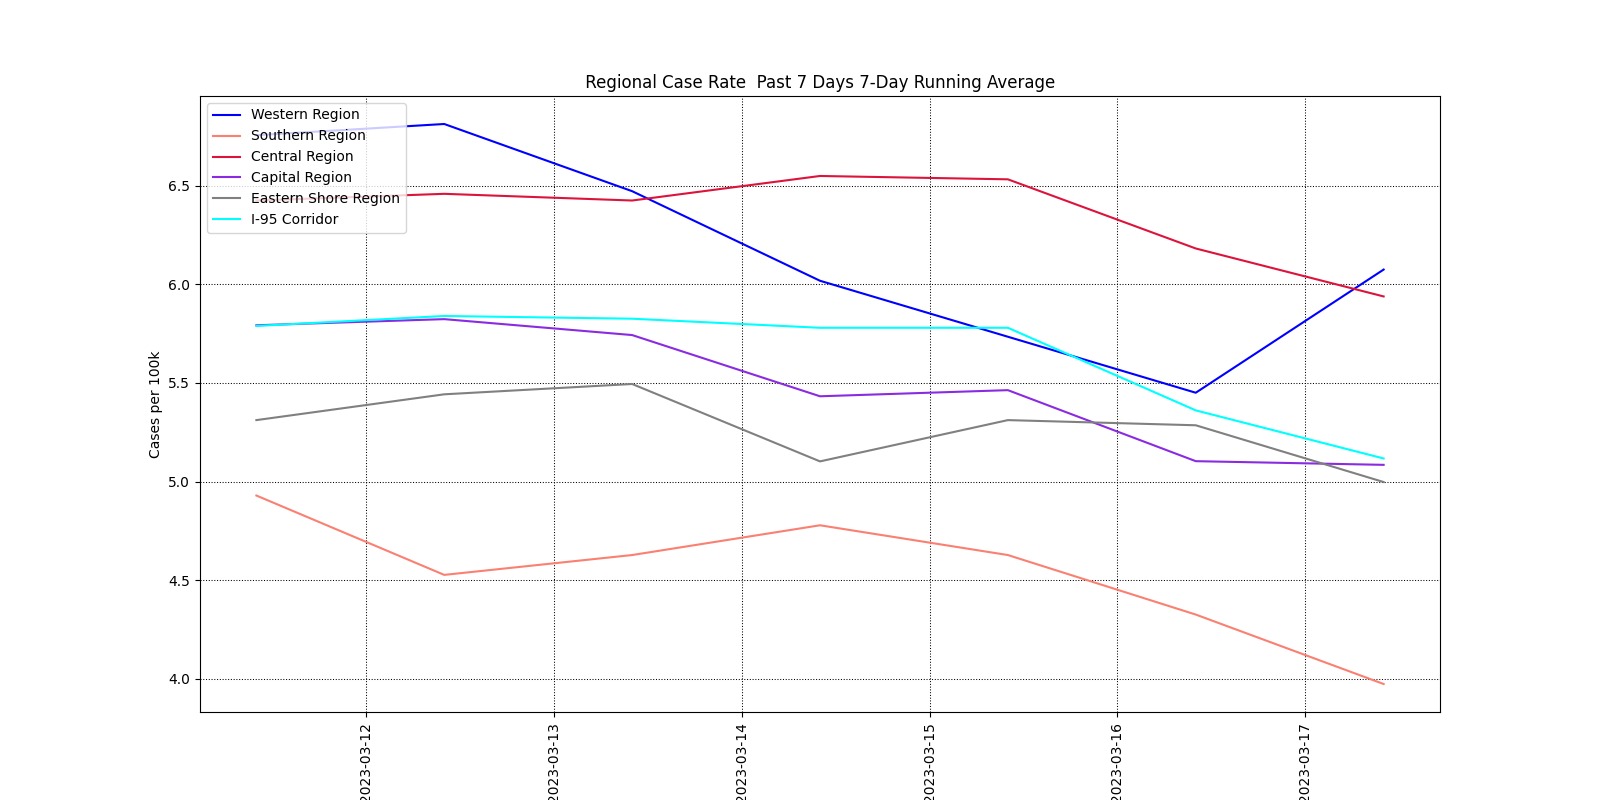 Regional Case Rate  Past 7 Days 7-Day Running Average
Western Region
Southern Region
Central Region
Capital Region
Eastern Shore Region
I-95 Corridor
Cases per 100k
6.5
6.0
5.5
5.0
4.5
4.0
2023-03-12
2023-03-13
2023-03-14
2023-03-15
2023-03-16
2023-03-17